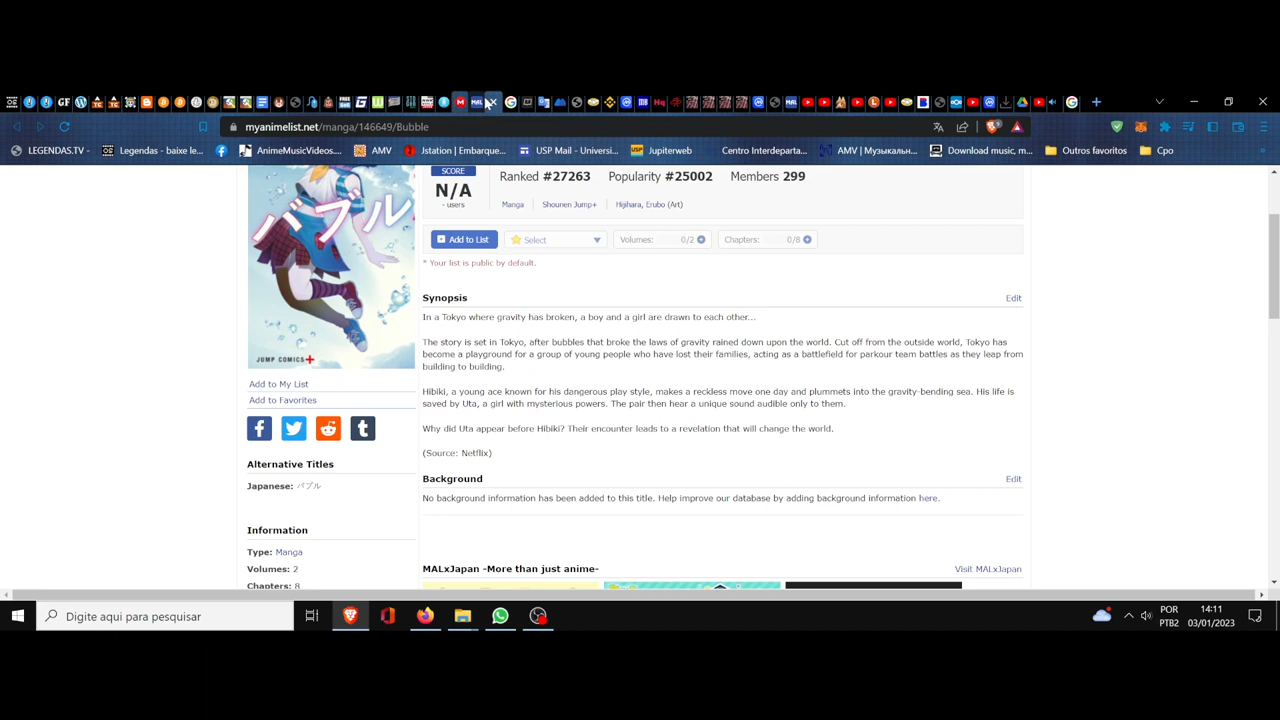 myanimelist.net/manga/146649/Bubble
LEGENDAS.TV - Legendas - baixe le... AnimeMusicVideos.... AMV Jstation | Embarque... USP Mail - Universi... Jupiterweb Centro Interdeparta... AMV | Музыкальн... Download music, m... Outros favoritos Cpo
SCORE
N/A
- users
Ranked #27263 Popularity #25002 Members 299
Manga Shounen Jump+ Hijihara, Erubo (Art)
Add to List Select Volumes: 0/2 Chapters: 0/8
* Your list is public by default.
バブル
JUMP COMICS+
Synopsis Edit
In a Tokyo where gravity has broken, a boy and a girl are drawn to each other...
The story is set in Tokyo, after bubbles that broke the laws of gravity rained down upon the world. Cut off from the outside world, Tokyo has
become a playground for a group of young people who have lost their families, acting as a battlefield for parkour team battles as they leap from
building to building.
Hibiki, a young ace known for his dangerous play style, makes a reckless move one day and plummets into the gravity-bending sea. His life is
saved by Uta, a girl with mysterious powers. The pair then hear a unique sound audible only to them.
Why did Uta appear before Hibiki? Their encounter leads to a revelation that will change the world.
(Source: Netflix)
Background Edit
No background information has been added to this title. Help improve our database by adding background information here.
MALxJapan -More than just anime- Visit MALxJapan
Add to My List
Add to Favorites
Alternative Titles
Japanese: バブル
Information
Type: Manga
Volumes: 2
Chapters: 8
Digite aqui para pesquisar
POR
PTB2
14:11
03/01/2023